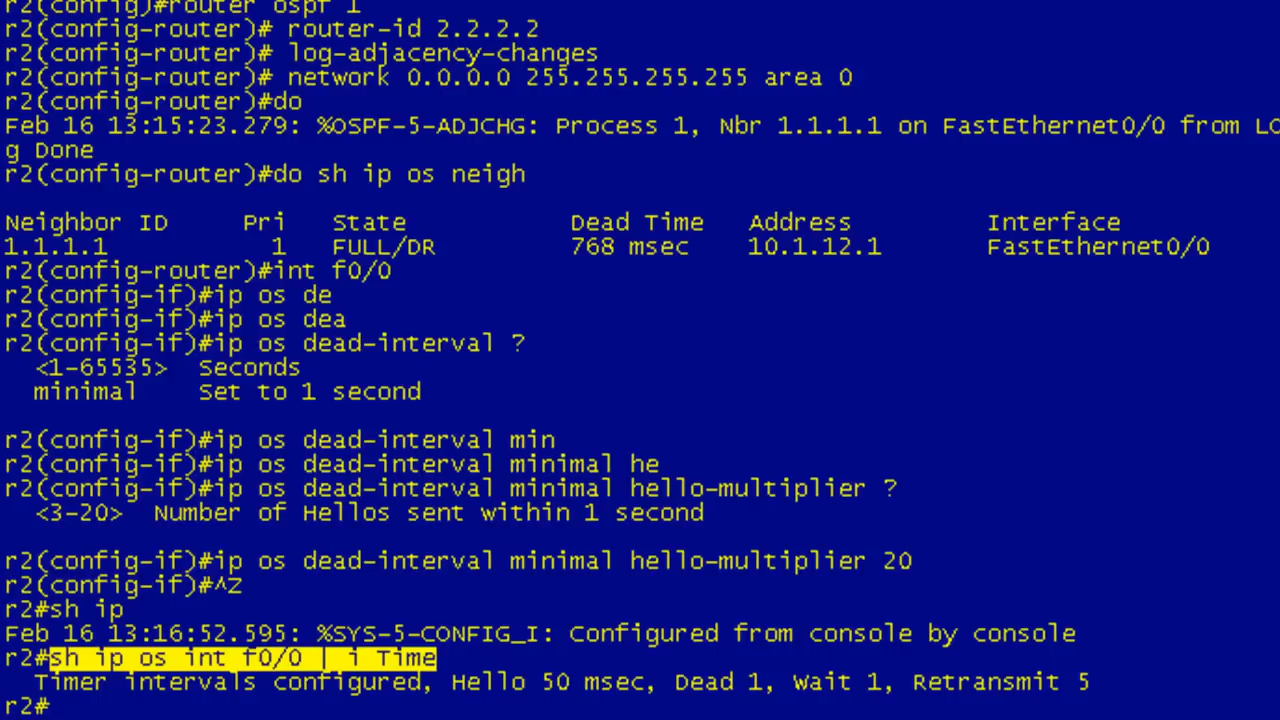 r2(config)#router ospf 1
r2(config-router)# router-id 2.2.2.2
r2(config-router)# log-adjacency-changes
r2(config-router)# network 0.0.0.0 255.255.255.255 area 0
r2(config-router)#do
Feb 16 13:15:23.279: %OSPF-5-ADJCHG: Process 1, Nbr 1.1.1.1 on FastEthernet0/0 from Lo
g Done
r2(config-router)#do sh ip os neigh
Neighbor ID Pri State Dead Time Address Interface
1.1.1.1 1 FULL/DR 768 msec 10.1.12.1 FastEthernet0/0
r2(config-router)#int f0/0
r2(config-if)#ip os de
r2(config-if)#ip os dea
r2(config-if)#ip os dead-interval ?
<1-65535> Seconds
minimal Set to 1 second
r2(config-if)#ip os dead-interval min
r2(config-if)#ip os dead-interval minimal he
r2(config-if)#ip os dead-interval minimal hello-multiplier ?
<3-20> Number of Hellos sent within 1 second
r2(config-if)#ip os dead-interval minimal hello-multiplier 20
r2(config-if)#^Z
r2#sh ip
Feb 16 13:16:52.595: %SYS-5-CONFIG_I: Configured from console by console
r2#sh ip os int f0/0 | i Time
Timer intervals configured, Hello 50 msec, Dead 1, Wait 1, Retransmit 5
r2#